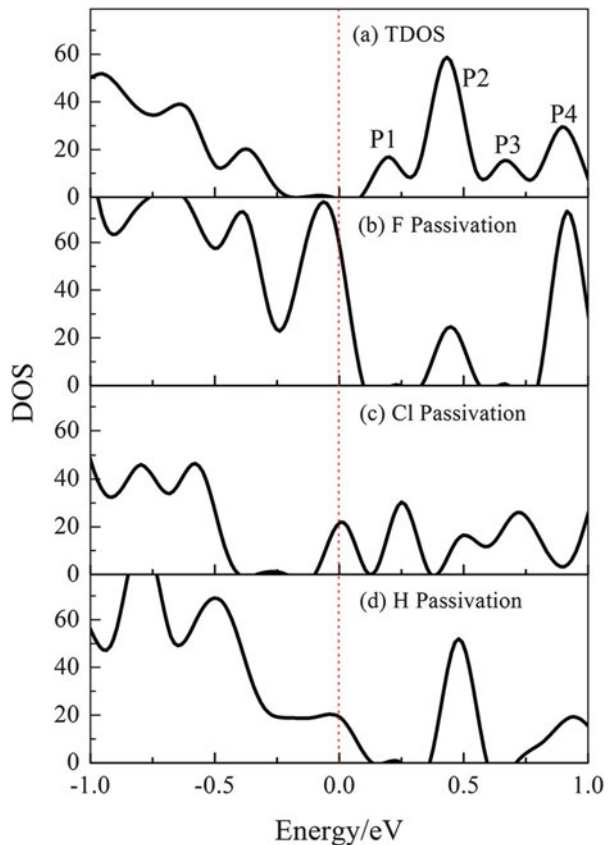 (a) TDOS
60
40
20
0
P1
P2
P3
P4
(b) F Passivation
60
40
20
0
(c) Cl Passivation
60
40
20
0
(d) H Passivation
60
40
20
0
-1.0
-0.5
0.0
0.5
1.0
DOS
Energy/eV